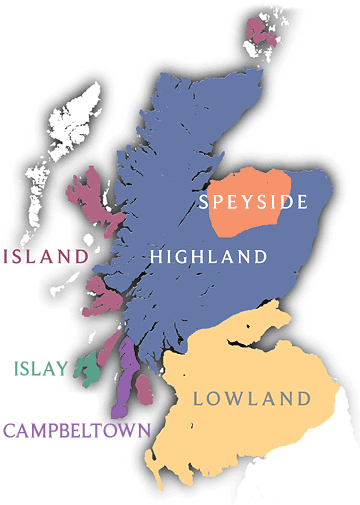 SPEYSIDE
ISLAND
HIGHLAND
ISLAY
LOWLAND
CAMPBELTOWN